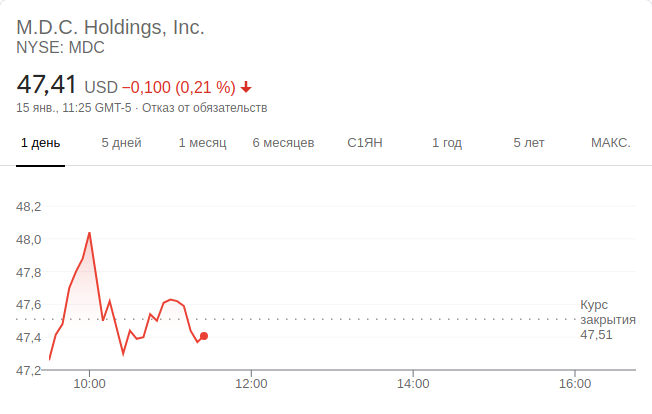 M.D.C. Holdings, Inc.
NYSE: MDC
47,41 USD −0,100 (0,21 %)
15 янв., 11:25 GMT-5 · Отказ от обязательств
1 день 5 дней 1 месяц 6 месяцев С1ЯН 1 год 5 лет МАКС.
48,2
48,0
47,8
47,6
47,4
47,2
Курс
закрытия
47,51
10:00 12:00 14:00 16:00